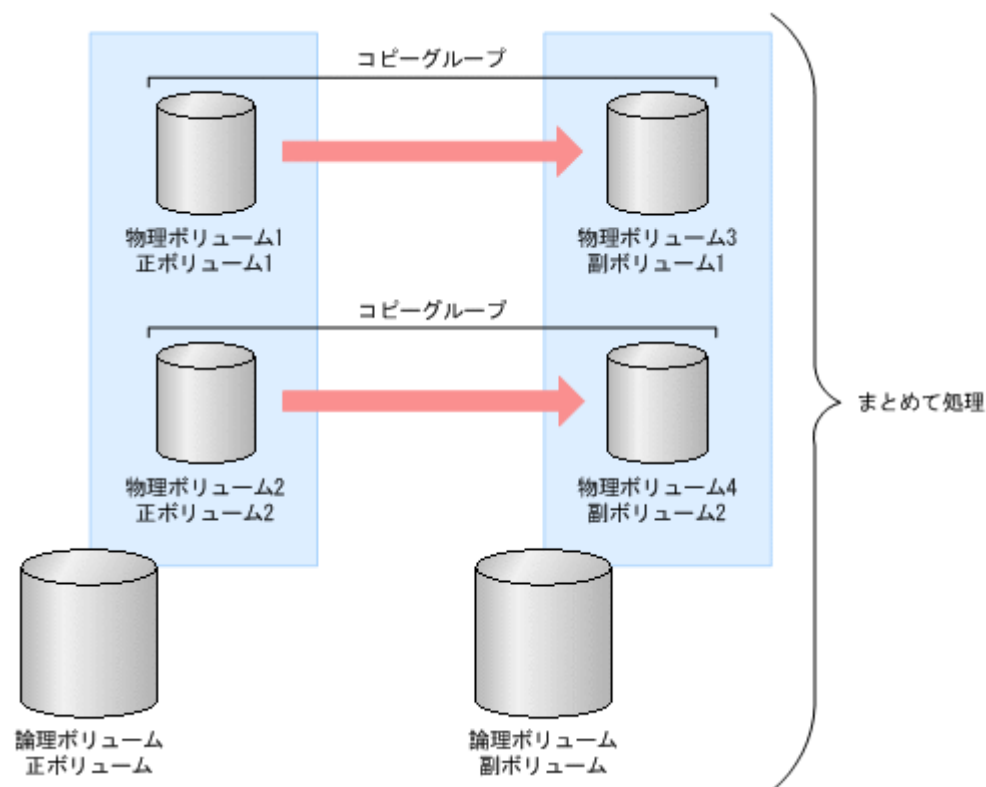 コピーグループ
物理ボリューム1
正ボリューム1
物理ボリューム3
副ボリューム1
コピーグループ
物理ボリューム2
正ボリューム2
物理ボリューム4
副ボリューム2
まとめて処理
論理ボリューム
正ボリューム
論理ボリューム
副ボリューム